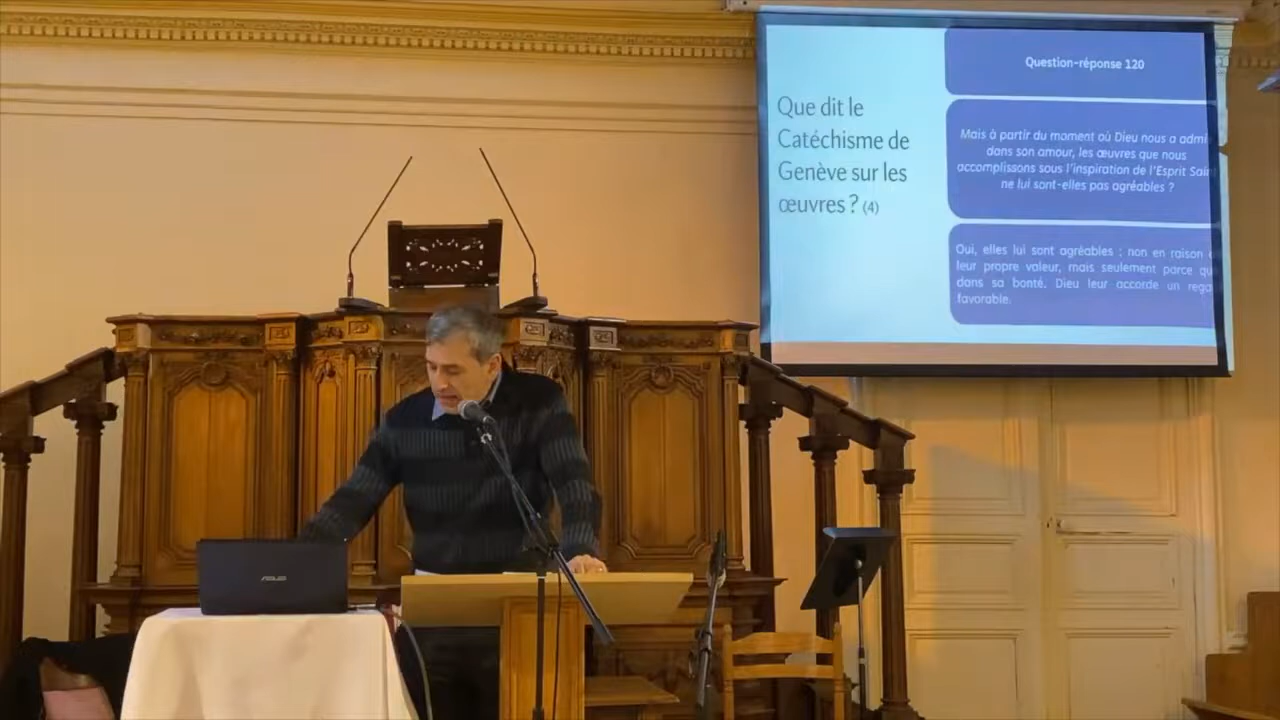 Que dit le
Catéchisme de
Genève sur les
œuvres ? (4)
Question-réponse 120
Mais à partir du moment où Dieu nous a admi
dans son amour, les œuvres que nous
accomplissons sous l'inspiration de l'Esprit Sain
ne lui sont-elles pas agréables ?
Oui, elles lui sont agréables ; non en raison
leur propre valeur, mais seulement parce qu
dans sa bonté. Dieu leur accorde un rega
favorable.
ASUS